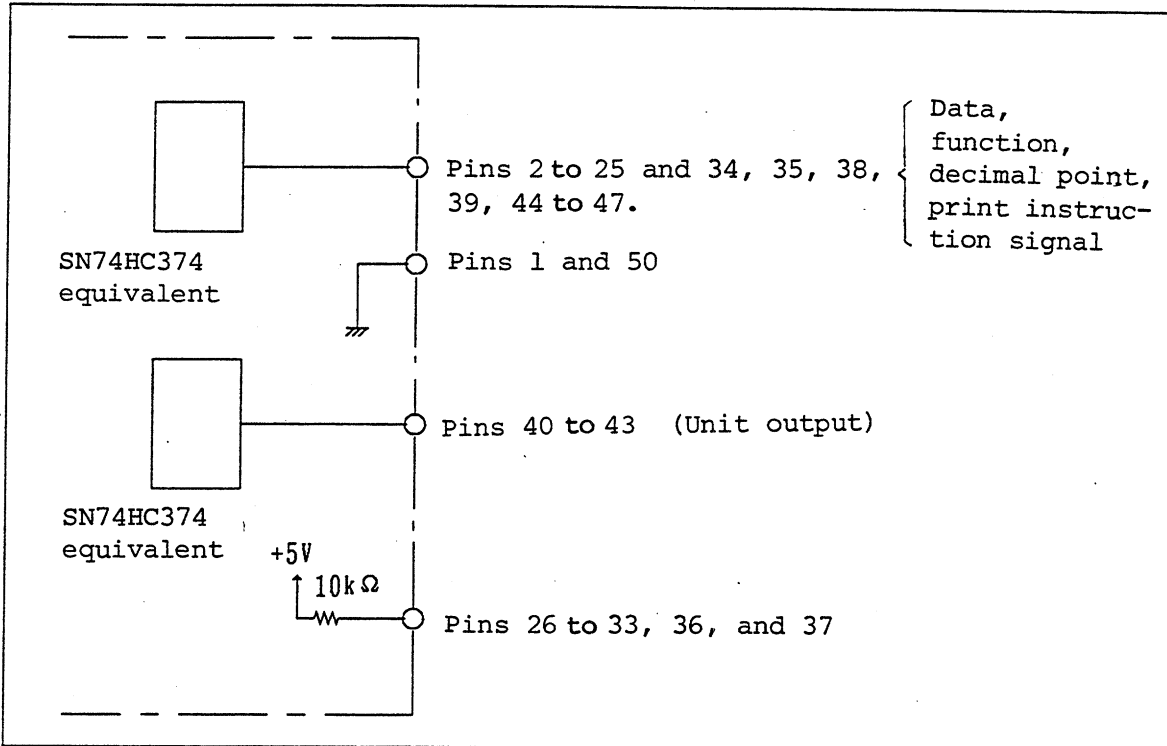 Pins 2 to 25 and 34, 35, 38,
39, 44 to 47.
Data,
function,
decimal point,
print instruc-
tion signal
SN74HC374
equivalent
Pins 1 and 50
Pins 40 to 43 (Unit output)
SN74HC374
equivalent
+5V
10kΩ
Pins 26 to 33, 36, and 37